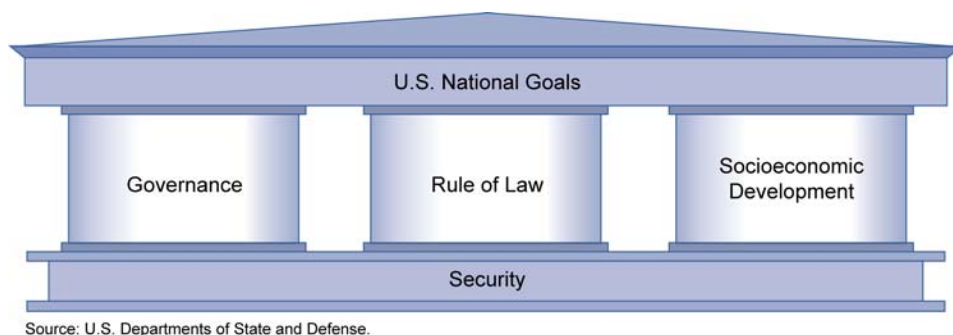 U.S. National Goals
Governance
Rule of Law
Socioeconomic
Development
Security
Source: U.S. Departments of State and Defense.